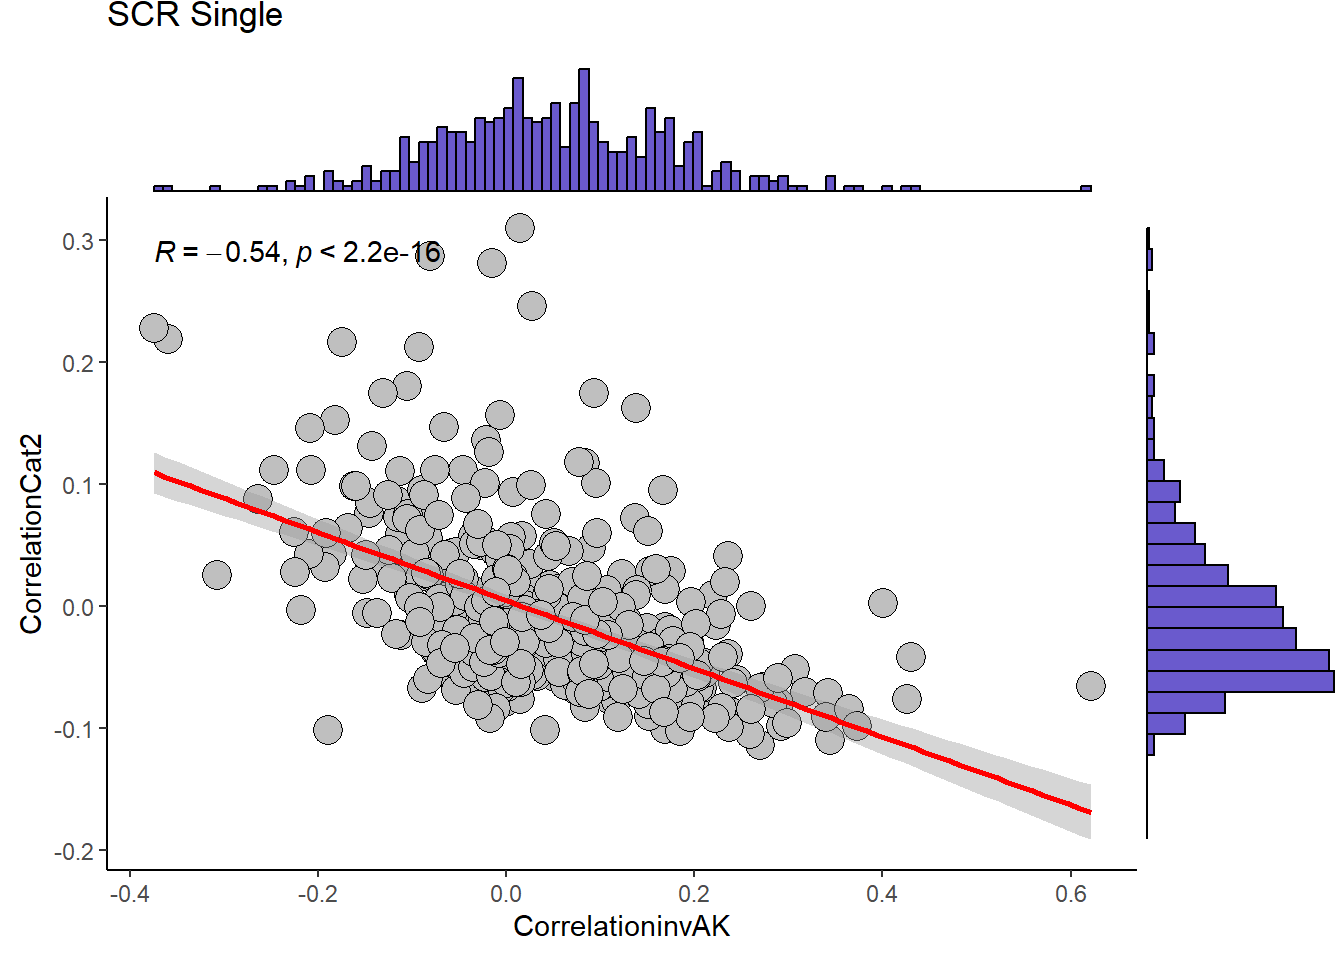 SCR Single
R = −0.54, p < 2.2e-16
0.3
0.2
0.1
0.0
-0.1
-0.2
CorrelationCat2
-0.4 -0.2 0.0 0.2 0.4 0.6
CorrelationinvAK